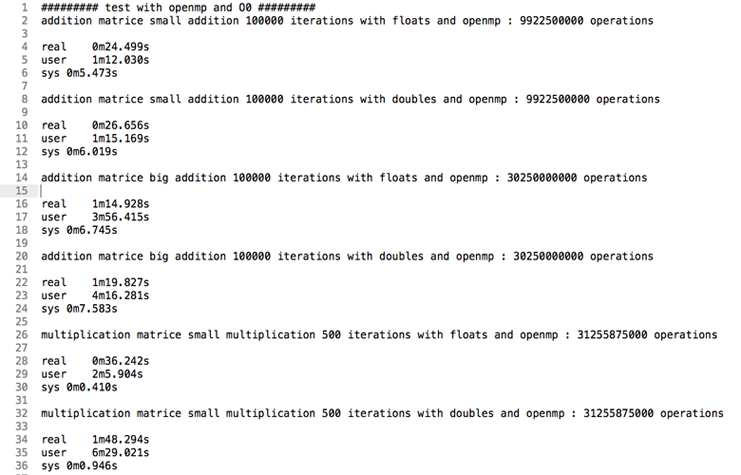 1 ######### test with openmp and O0 #########
2 addition matrice small addition 100000 iterations with floats and openmp : 9922500000 operations
3
4 real 0m24.499s
5 user 1m12.030s
6 sys 0m5.473s
7
8 addition matrice small addition 100000 iterations with doubles and openmp : 9922500000 operations
9
10 real 0m26.656s
11 user 1m15.169s
12 sys 0m6.019s
13
14 addition matrice big addition 100000 iterations with floats and openmp : 30250000000 operations
15
16 real 1m14.928s
17 user 3m56.415s
18 sys 0m6.745s
19
20 addition matrice big addition 100000 iterations with doubles and openmp : 30250000000 operations
21
22 real 1m19.827s
23 user 4m16.281s
24 sys 0m7.583s
25
26 multiplication matrice small multiplication 500 iterations with floats and openmp : 31255875000 operations
27
28 real 0m36.242s
29 user 2m5.904s
30 sys 0m0.410s
31
32 multiplication matrice small multiplication 500 iterations with doubles and openmp : 31255875000 operations
33
34 real 1m48.294s
35 user 6m29.021s
36 sys 0m0.946s